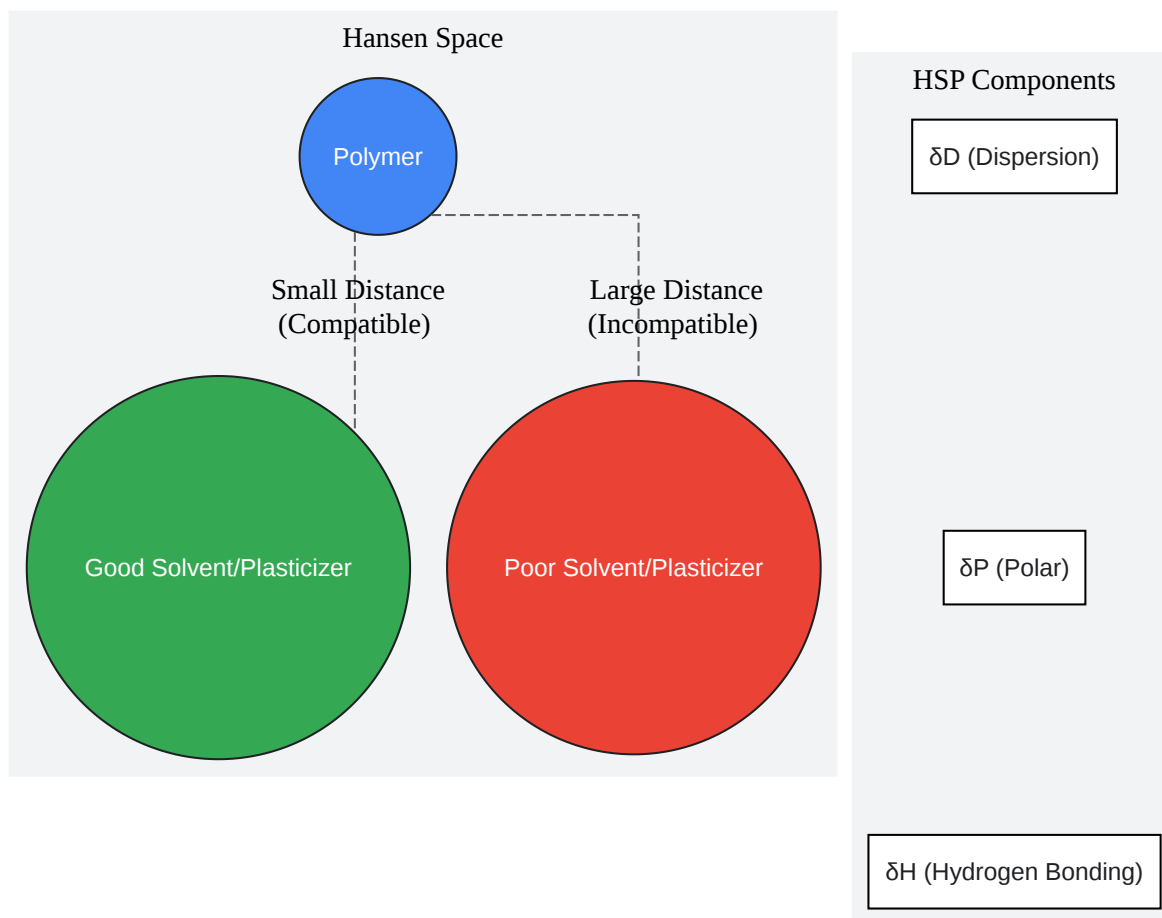 Hansen Space
Polymer
Small Distance
(Compatible)
Large Distance
(Incompatible)
Good Solvent/Plasticizer
Poor Solvent/Plasticizer
HSP Components
δD (Dispersion)
δP (Polar)
δH (Hydrogen Bonding)